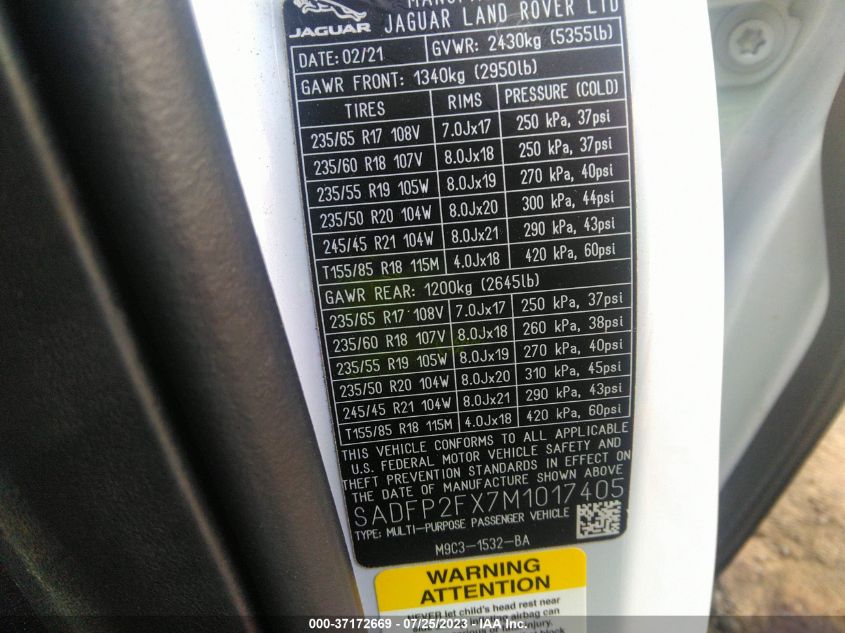 JAGUAR JAGUAR LAND ROVER LTD
DATE: 02/21 GVWR: 2430kg (5355lb)
GAWR FRONT: 1340kg (2950lb)
TIRES RIMS PRESSURE (COLD)
235/65 R17 108V 7.0Jx17 250 kPa, 37psi
235/60 R18 107V 8.0Jx18 250 kPa, 37psi
235/55 R19 105W 8.0Jx19 270 kPa, 40psi
235/50 R20 104W 8.0Jx20 300 kPa, 44psi
245/45 R21 104W 8.0Jx21 290 kPa, 43psi
T155/85 R18 115M 4.0Jx18 420 kPa, 60psi
GAWR REAR: 1200kg (2645lb)
235/65 R17 108V 7.0Jx17 250 kPa, 37psi
235/60 R18 107V 8.0Jx18 260 kPa, 38psi
235/55 R19 105W 8.0Jx19 270 kPa, 40psi
235/50 R20 104W 8.0Jx20 310 kPa, 45psi
245/45 R21 104W 8.0Jx21 290 kPa, 43psi
T155/85 R18 115M 4.0Jx18 420 kPa, 60psi
THIS VEHICLE CONFORMS TO ALL APPLICABLE
U.S. FEDERAL MOTOR VEHICLE SAFETY AND
THEFT PREVENTION STANDARDS IN EFFECT ON
THE DATE OF MANUFACTURE SHOWN ABOVE
SADFP2FX7M1017405
TYPE: MULTI-PURPOSE PASSENGER VEHICLE
M9C3-1532-BA
WARNING
ATTENTION
NEVER let child's head rest near
airbag can
injury.
000-37172669 - 07/25/2023 - IAA Inc.